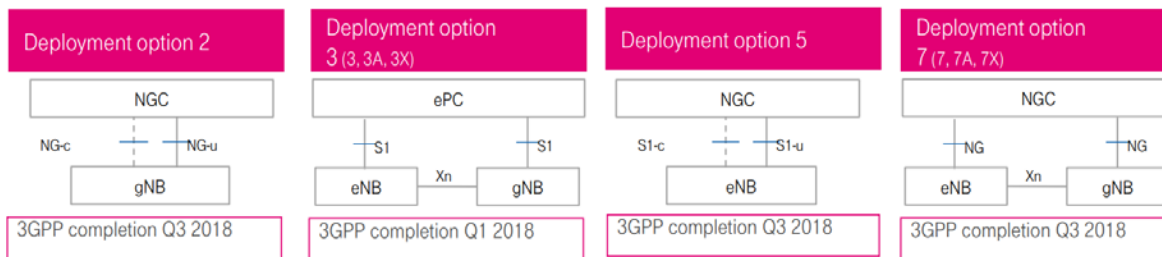 Deployment option 2
NGC
NG-c
NG-u
gNB
3GPP completion Q3 2018
Deployment option
3 (3, 3A, 3X)
ePC
S1
S1
eNB
Xn
gNB
3GPP completion Q1 2018
Deployment option 5
NGC
S1-c
S1-u
eNB
3GPP completion Q3 2018
Deployment option
7 (7, 7A, 7X)
NGC
NG
NG
eNB
Xn
gNB
3GPP completion Q3 2018